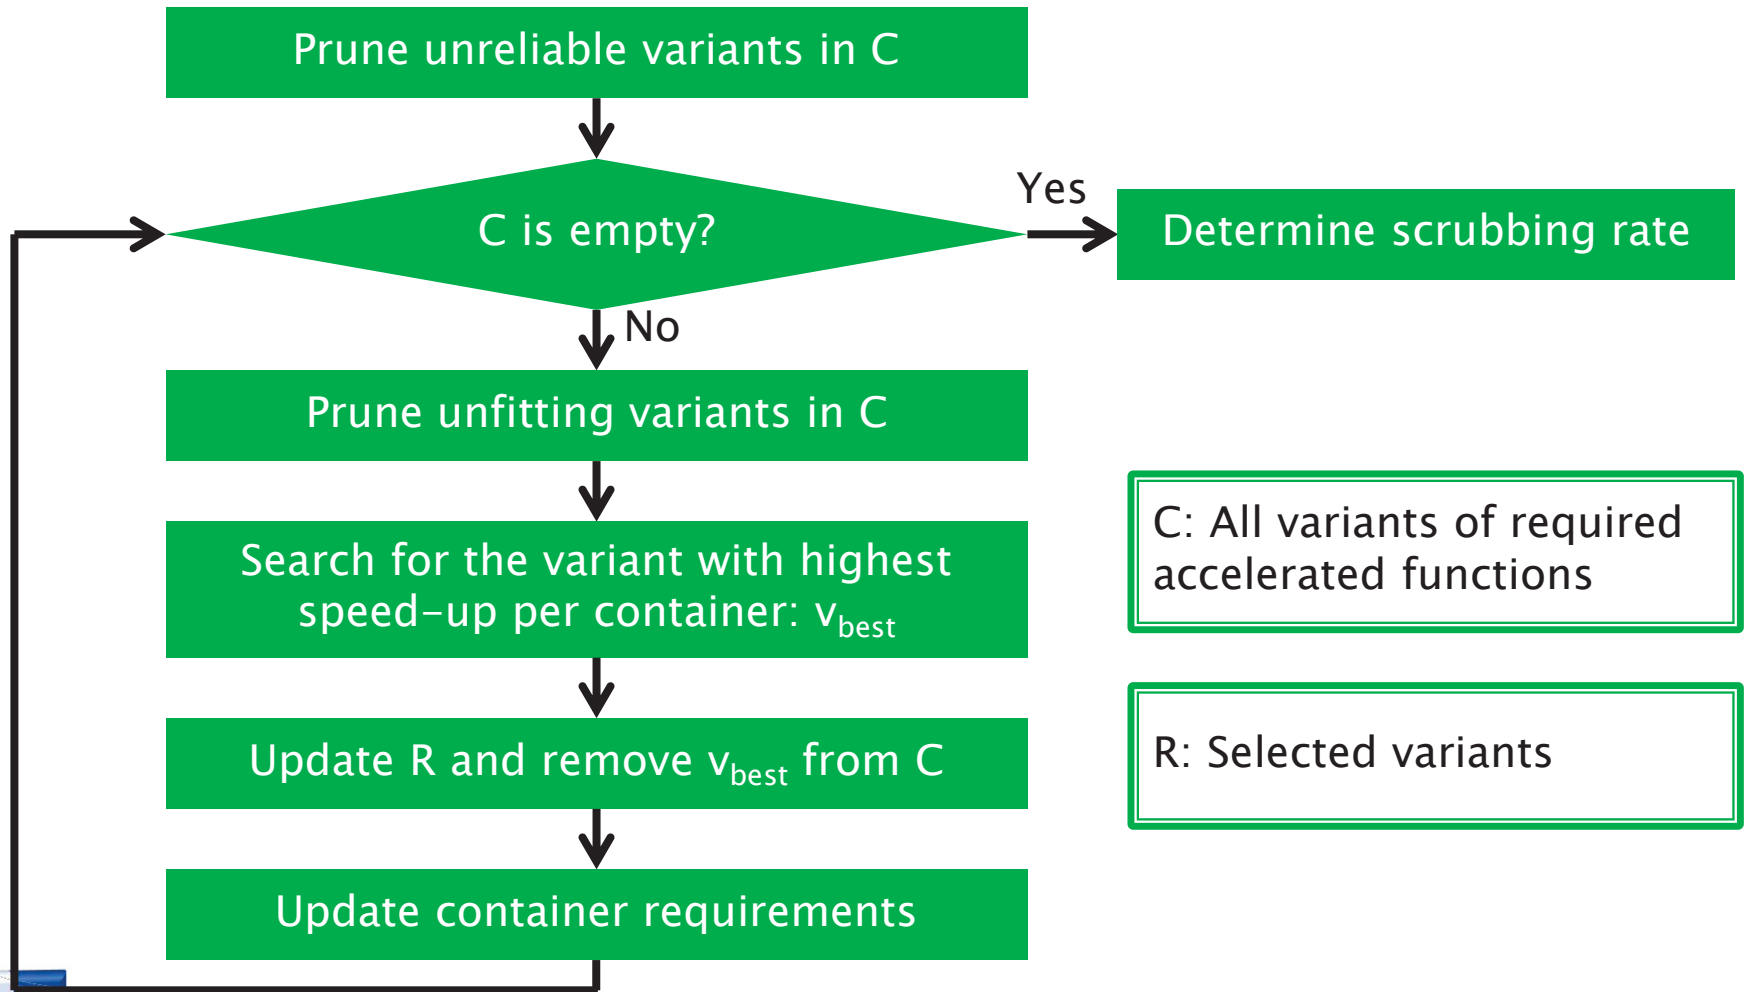 Prune unreliable variants in C
C is empty?
Yes
Determine scrubbing rate
No
Prune unfitting variants in C
Search for the variant with highest
speed-up per container: vbest
Update R and remove vbest from C
Update container requirements
C: All variants of required
accelerated functions
R: Selected variants